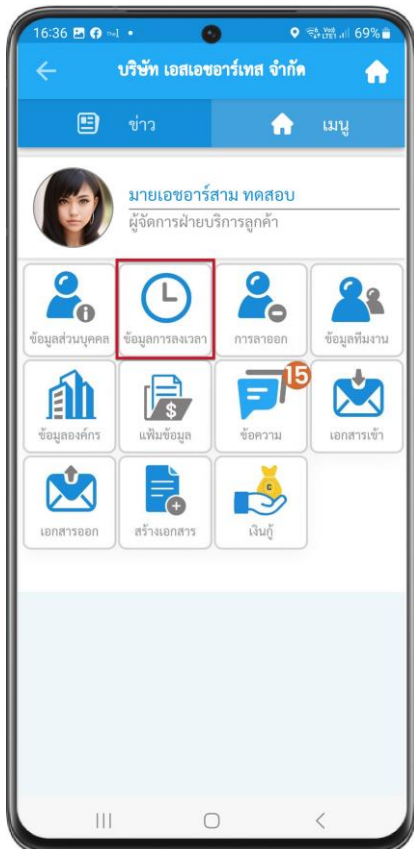 16:36 69%
บริษัท เอสเอชอาร์เทส จำกัด
ข่าว เมนู
มายเอชอาร์สาม ทดสอบ
ผู้จัดการฝ่ายบริการลูกค้า
ข้อมูลส่วนบุคคล ข้อมูลการลงเวลา การลาออก ข้อมูลทีมงาน
15
ข้อมูลองค์กร แฟ้มข้อมูล ข้อความ เอกสารเข้า
เอกสารออก สร้างเอกสาร เงินกู้